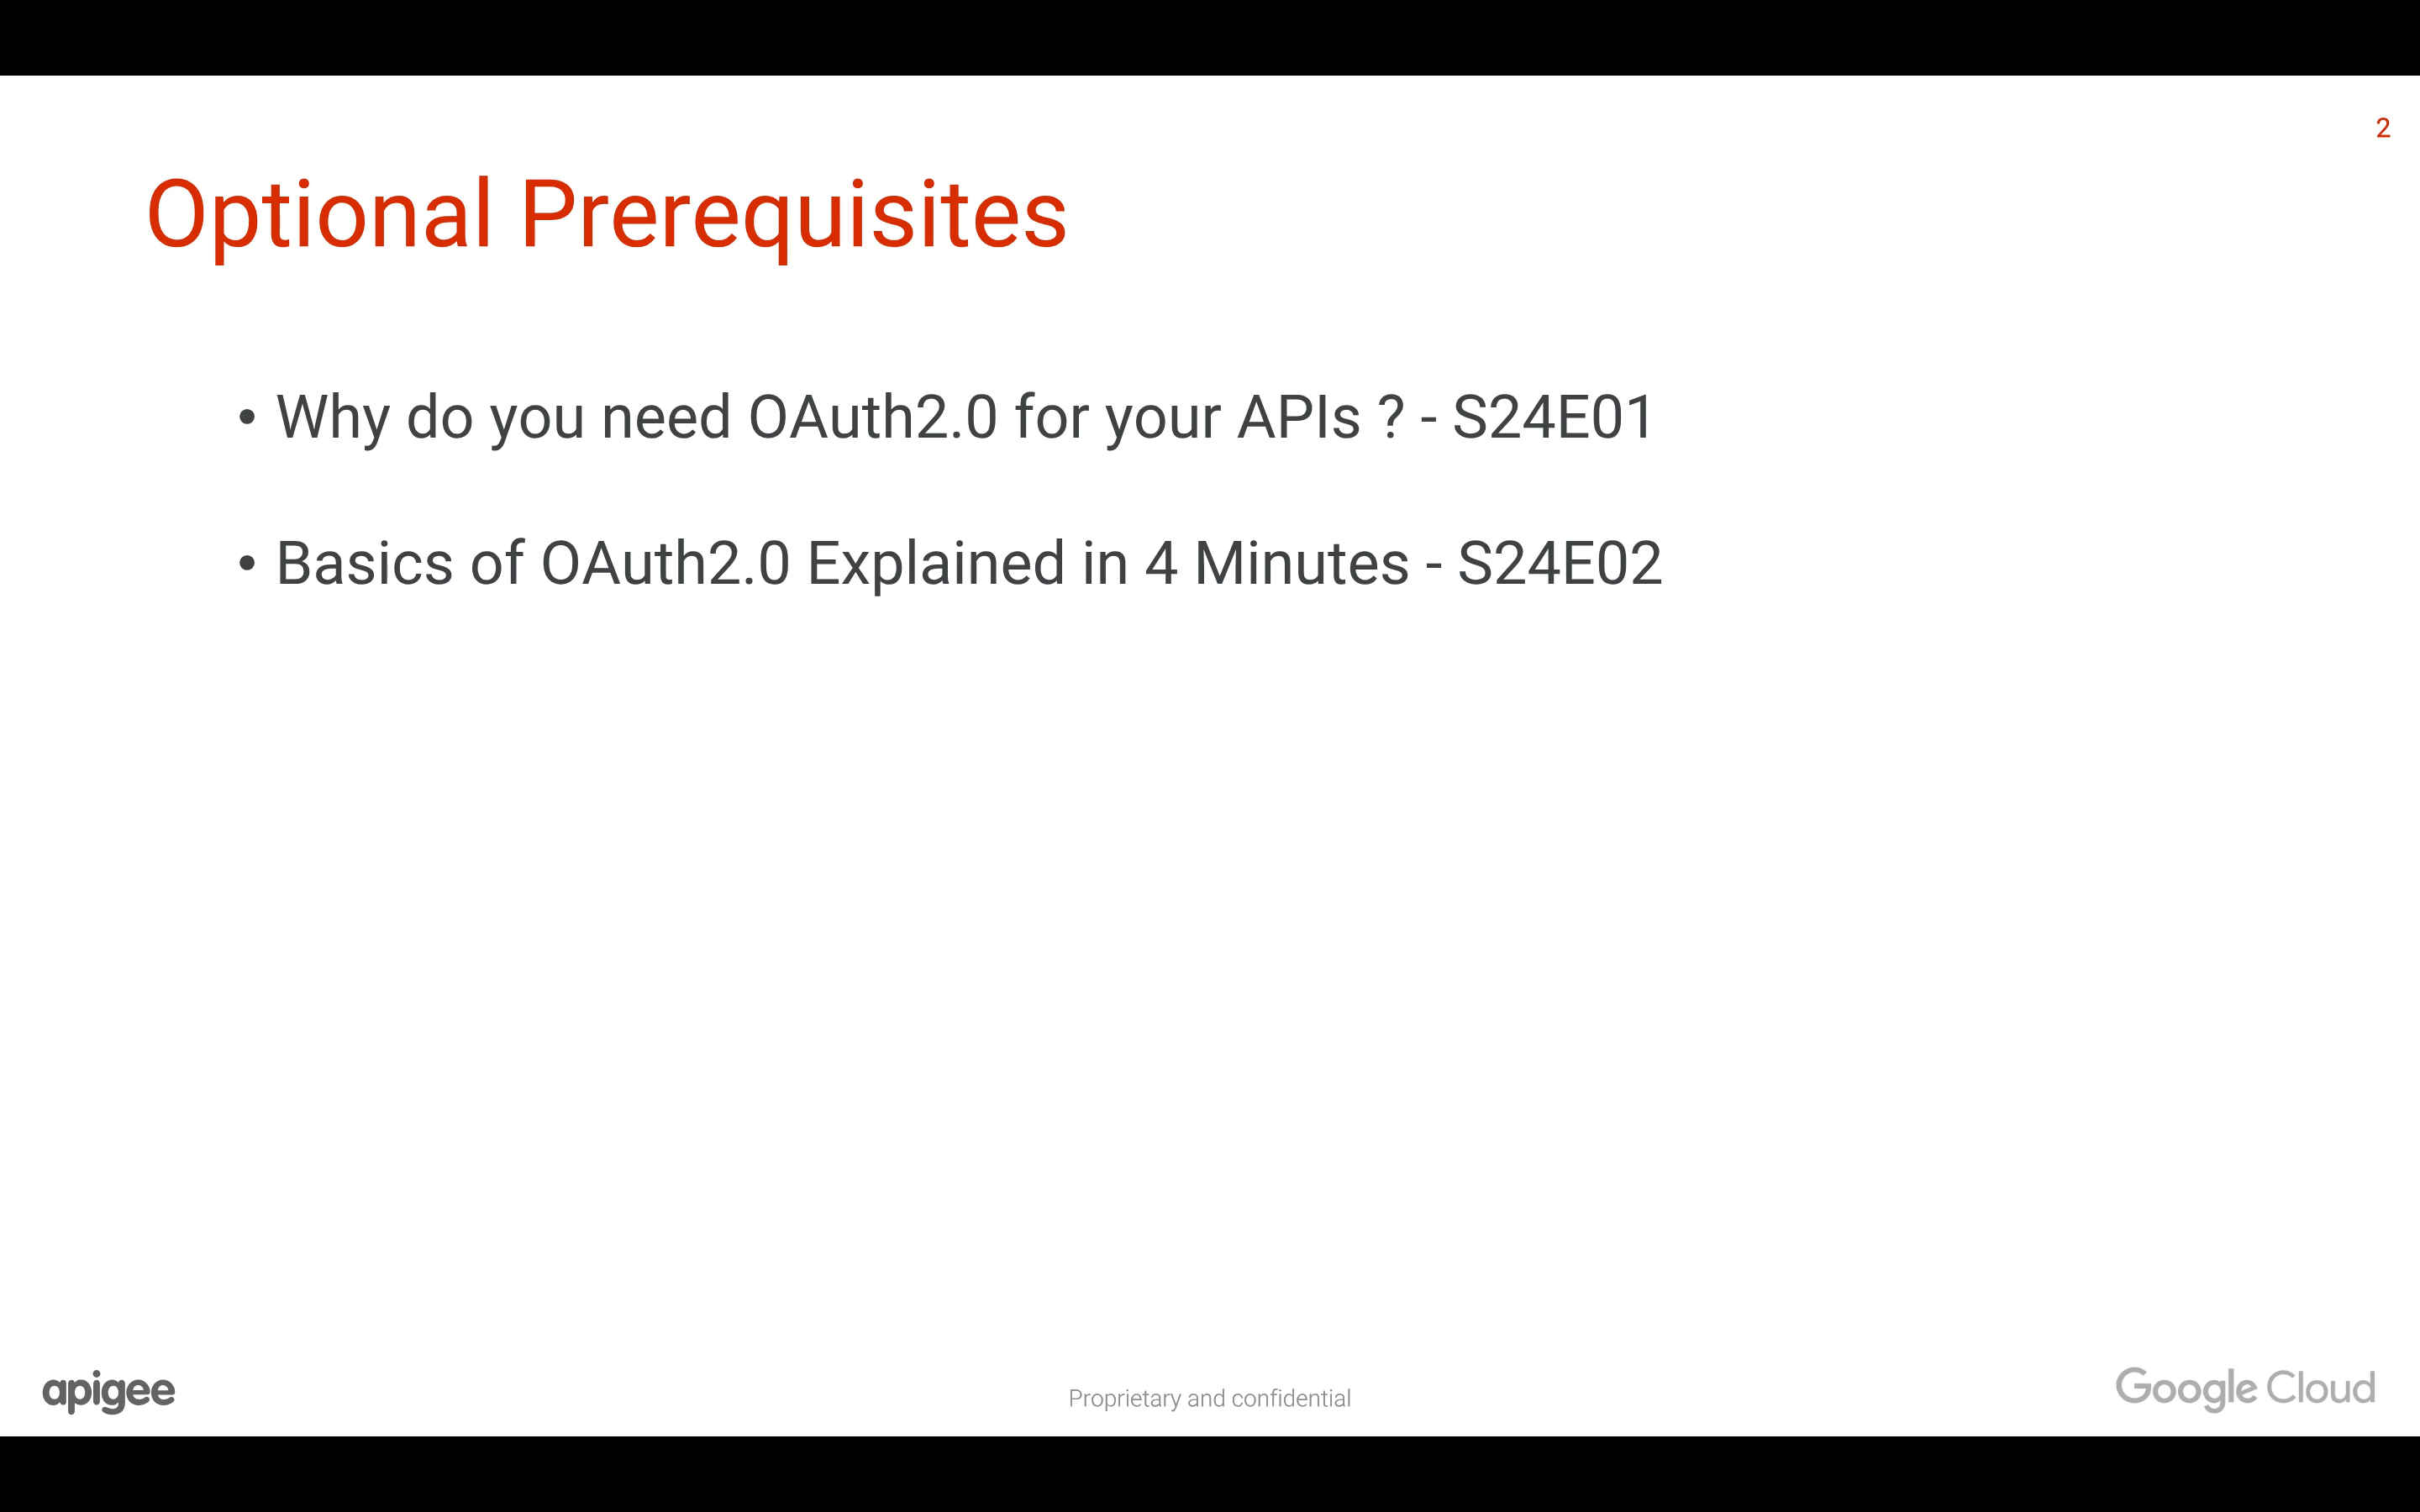 2
Optional Prerequisites
• Why do you need OAuth2.0 for your APIs ? - S24E01
• Basics of OAuth2.0 Explained in 4 Minutes - S24E02
apigee
Proprietary and confidential
Google Cloud